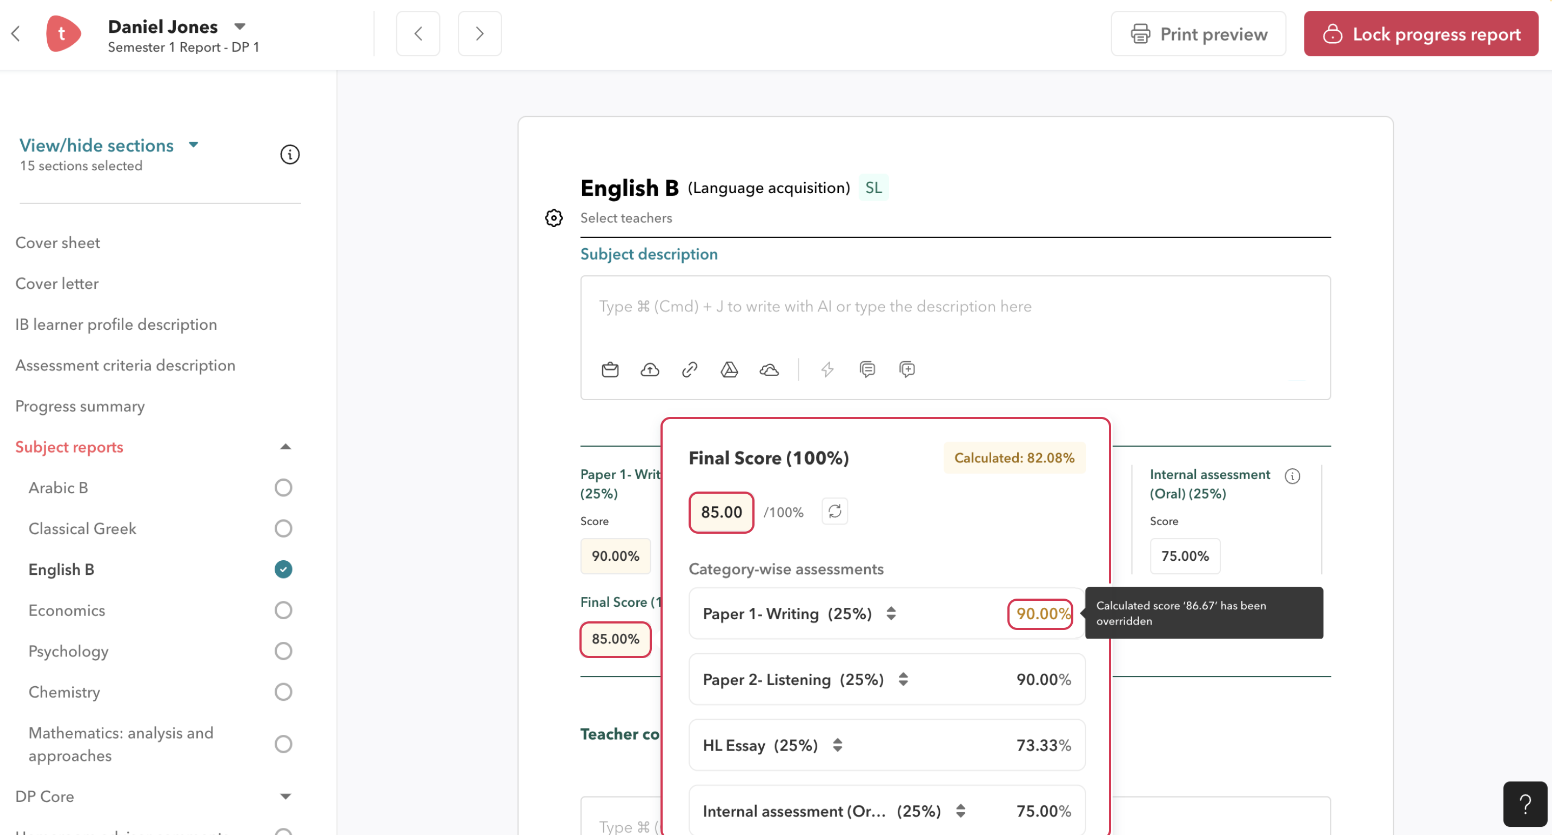 t
Daniel Jones
Semester 1 Report - DP 1
Print preview
Lock progress report
View/hide sections
15 sections selected
Cover sheet
Cover letter
IB learner profile description
Assessment criteria description
Progress summary
Subject reports
Arabic B
Classical Greek
English B
Economics
Psychology
Chemistry
Mathematics: analysis and
approaches
DP Core
English B (Language acquisition) SL
Select teachers
Subject description
Type ⌘ (Cmd) + J to write with AI or type the description here
Paper 1- Writ
(25%)
Score
90.00%
Final Score (1
85.00%
Internal assessment
(Oral) (25%)
Score
75.00%
Final Score (100%)
Calculated: 82.08%
85.00 /100%
Category-wise assessments
Paper 1- Writing (25%) 90.00%
Calculated score ‘86.67’ has been
overridden
Paper 2- Listening (25%) 90.00%
HL Essay (25%) 73.33%
Internal assessment (Or... (25%) 75.00%
Teacher co
Type ⌘ (
?